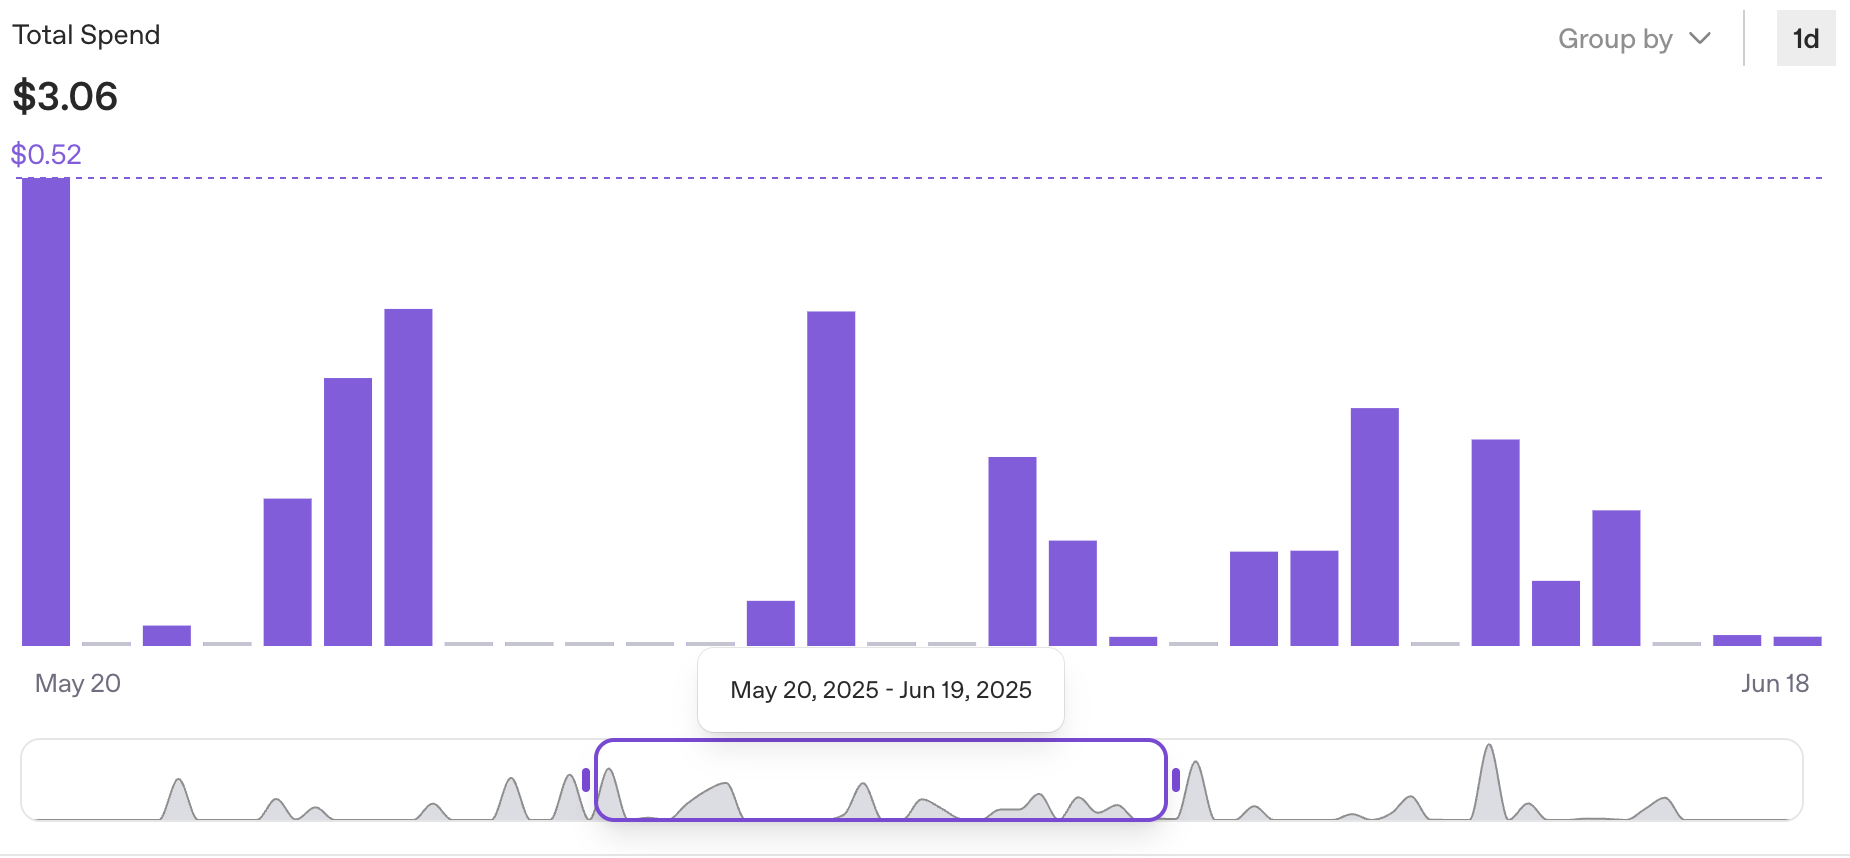 Total Spend
Group by
1d
$3.06
$0.52
May 20
Jun 18
May 20, 2025 - Jun 19, 2025